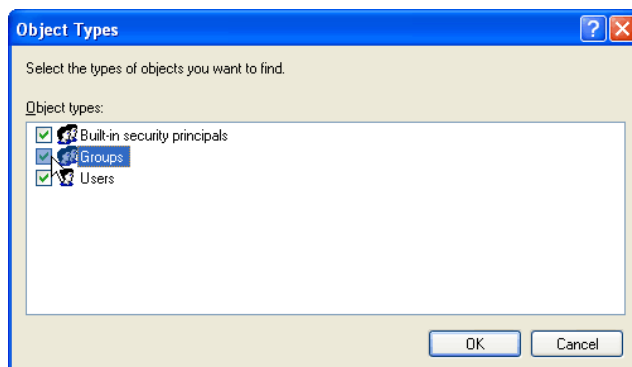 Object Types
Select the types of objects you want to find.
Object types:
Built-in security principals
Groups
Users
OK
Cancel